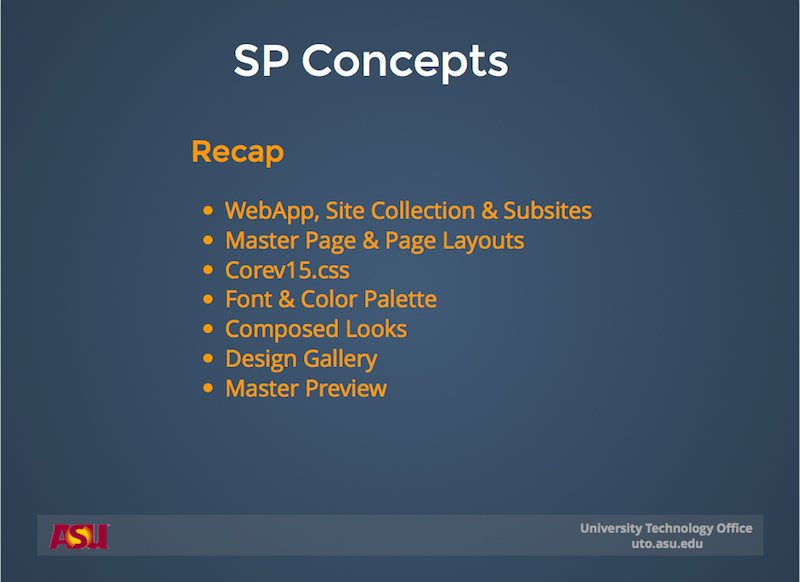 SP Concepts
Recap
• WebApp, Site Collection & Subsites
• Master Page & Page Layouts
• Corev15.css
• Font & Color Palette
• Composed Looks
• Design Gallery
• Master Preview
ASU
University Technology Office
uto.asu.edu